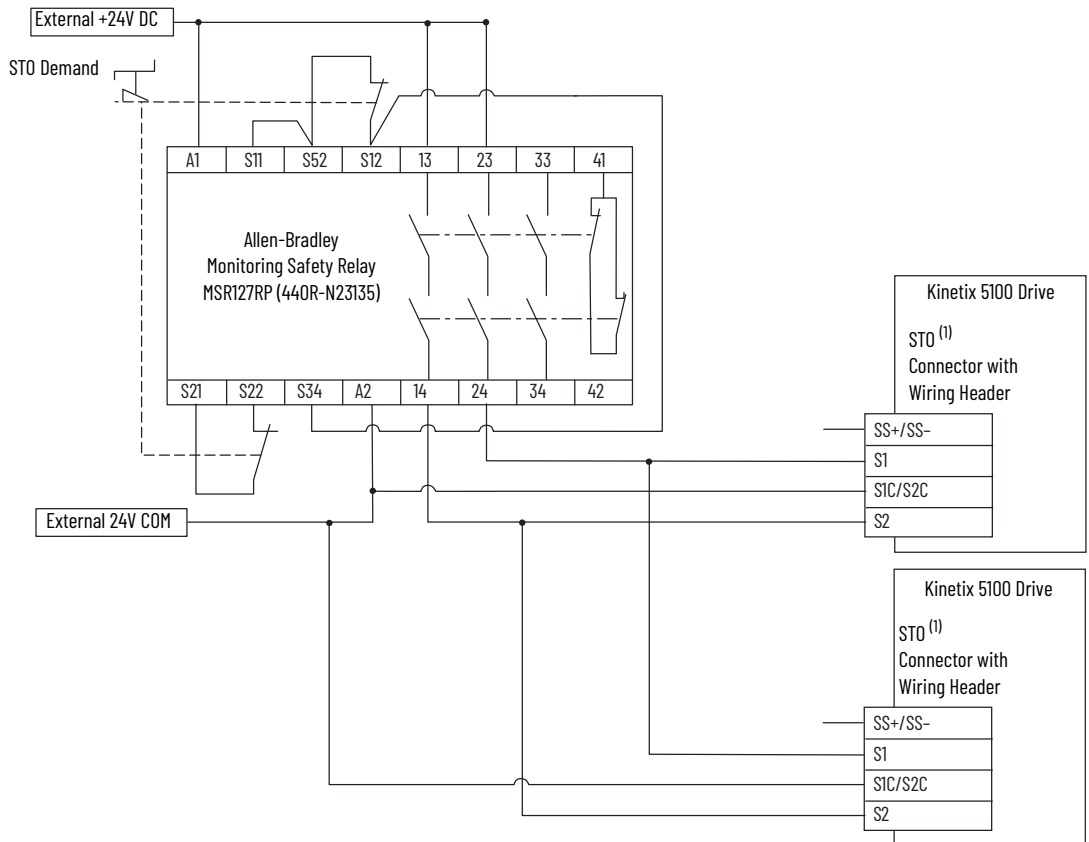 External +24V DC
STO Demand
A1 S11 S52 S12 13 23 33 41
Allen-Bradley
Monitoring Safety Relay
MSR127RP (440R-N23135)
S21 S22 S34 A2 14 24 34 42
External 24V COM
Kinetix 5100 Drive
STO (1)
Connector with
Wiring Header
SS+/SS–
S1
S1C/S2C
S2
Kinetix 5100 Drive
STO (1)
Connector with
Wiring Header
SS+/SS–
S1
S1C/S2C
S2